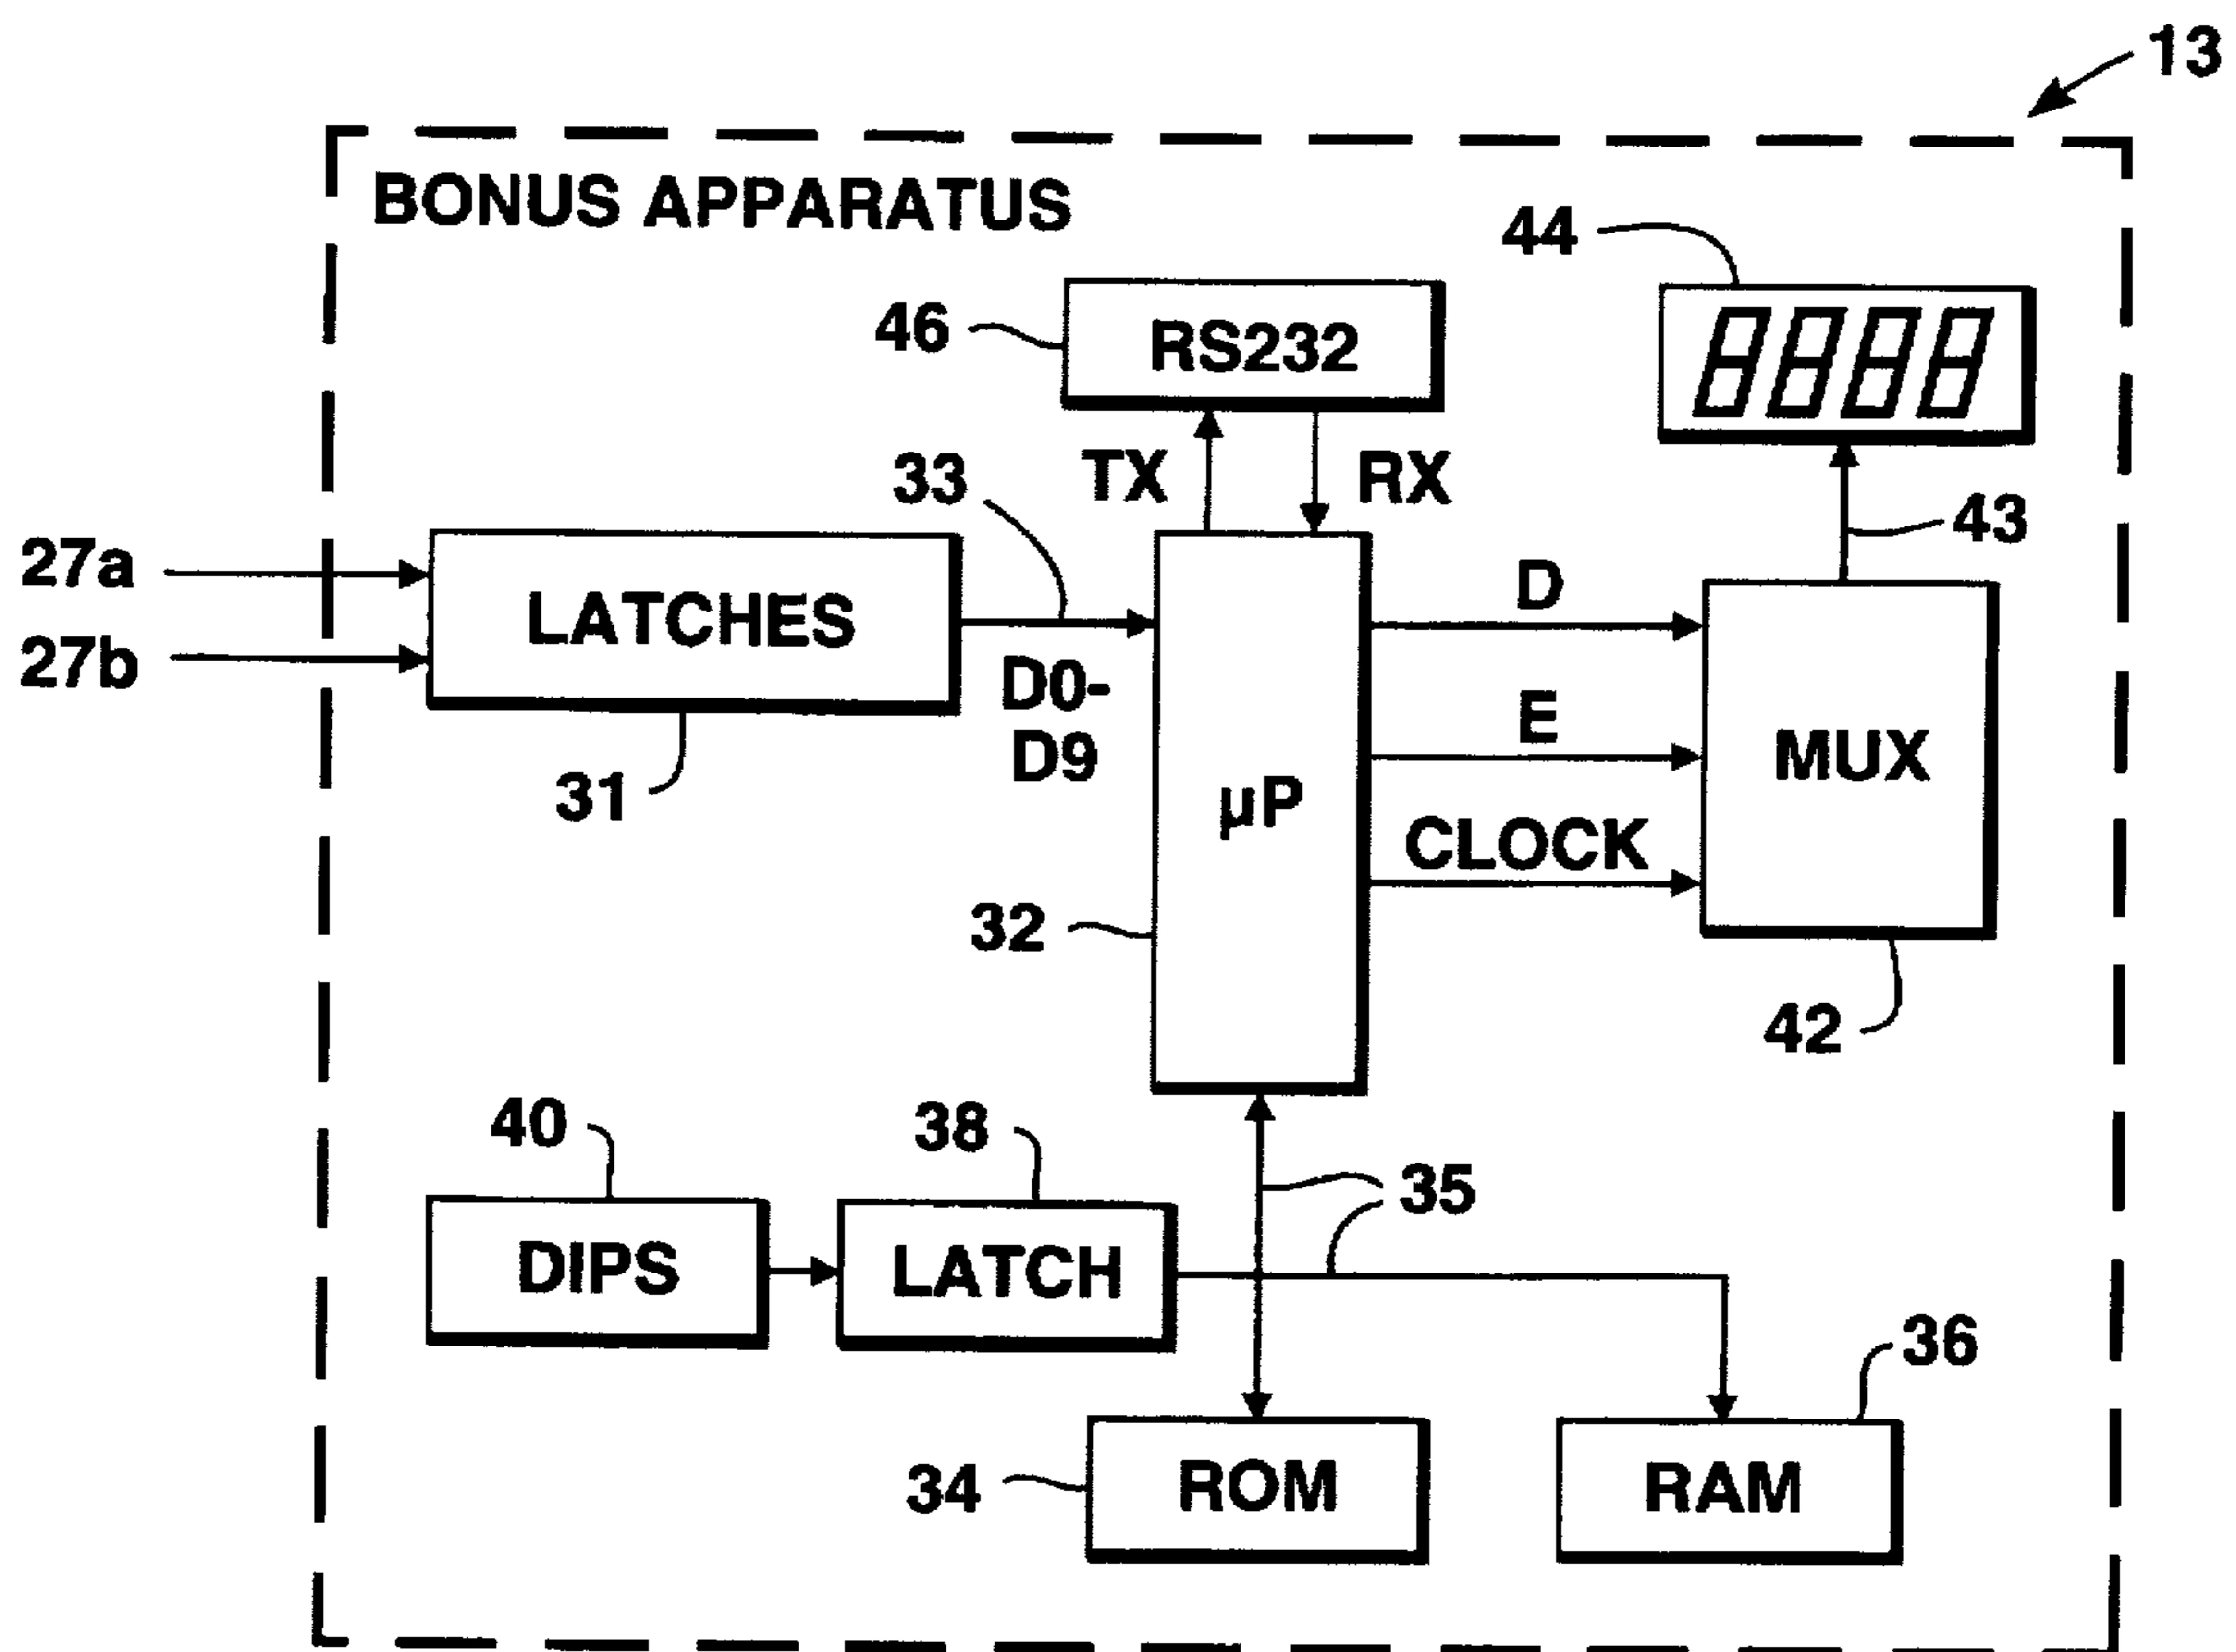 13
BONUS APPARATUS
44
46
RS232
8888
33
TX
RX
43
27a
LATCHES
D
27b
D0-
D9
E
MUX
31
µP
CLOCK
32
42
40
38
35
DIPS
LATCH
36
34
ROM
RAM